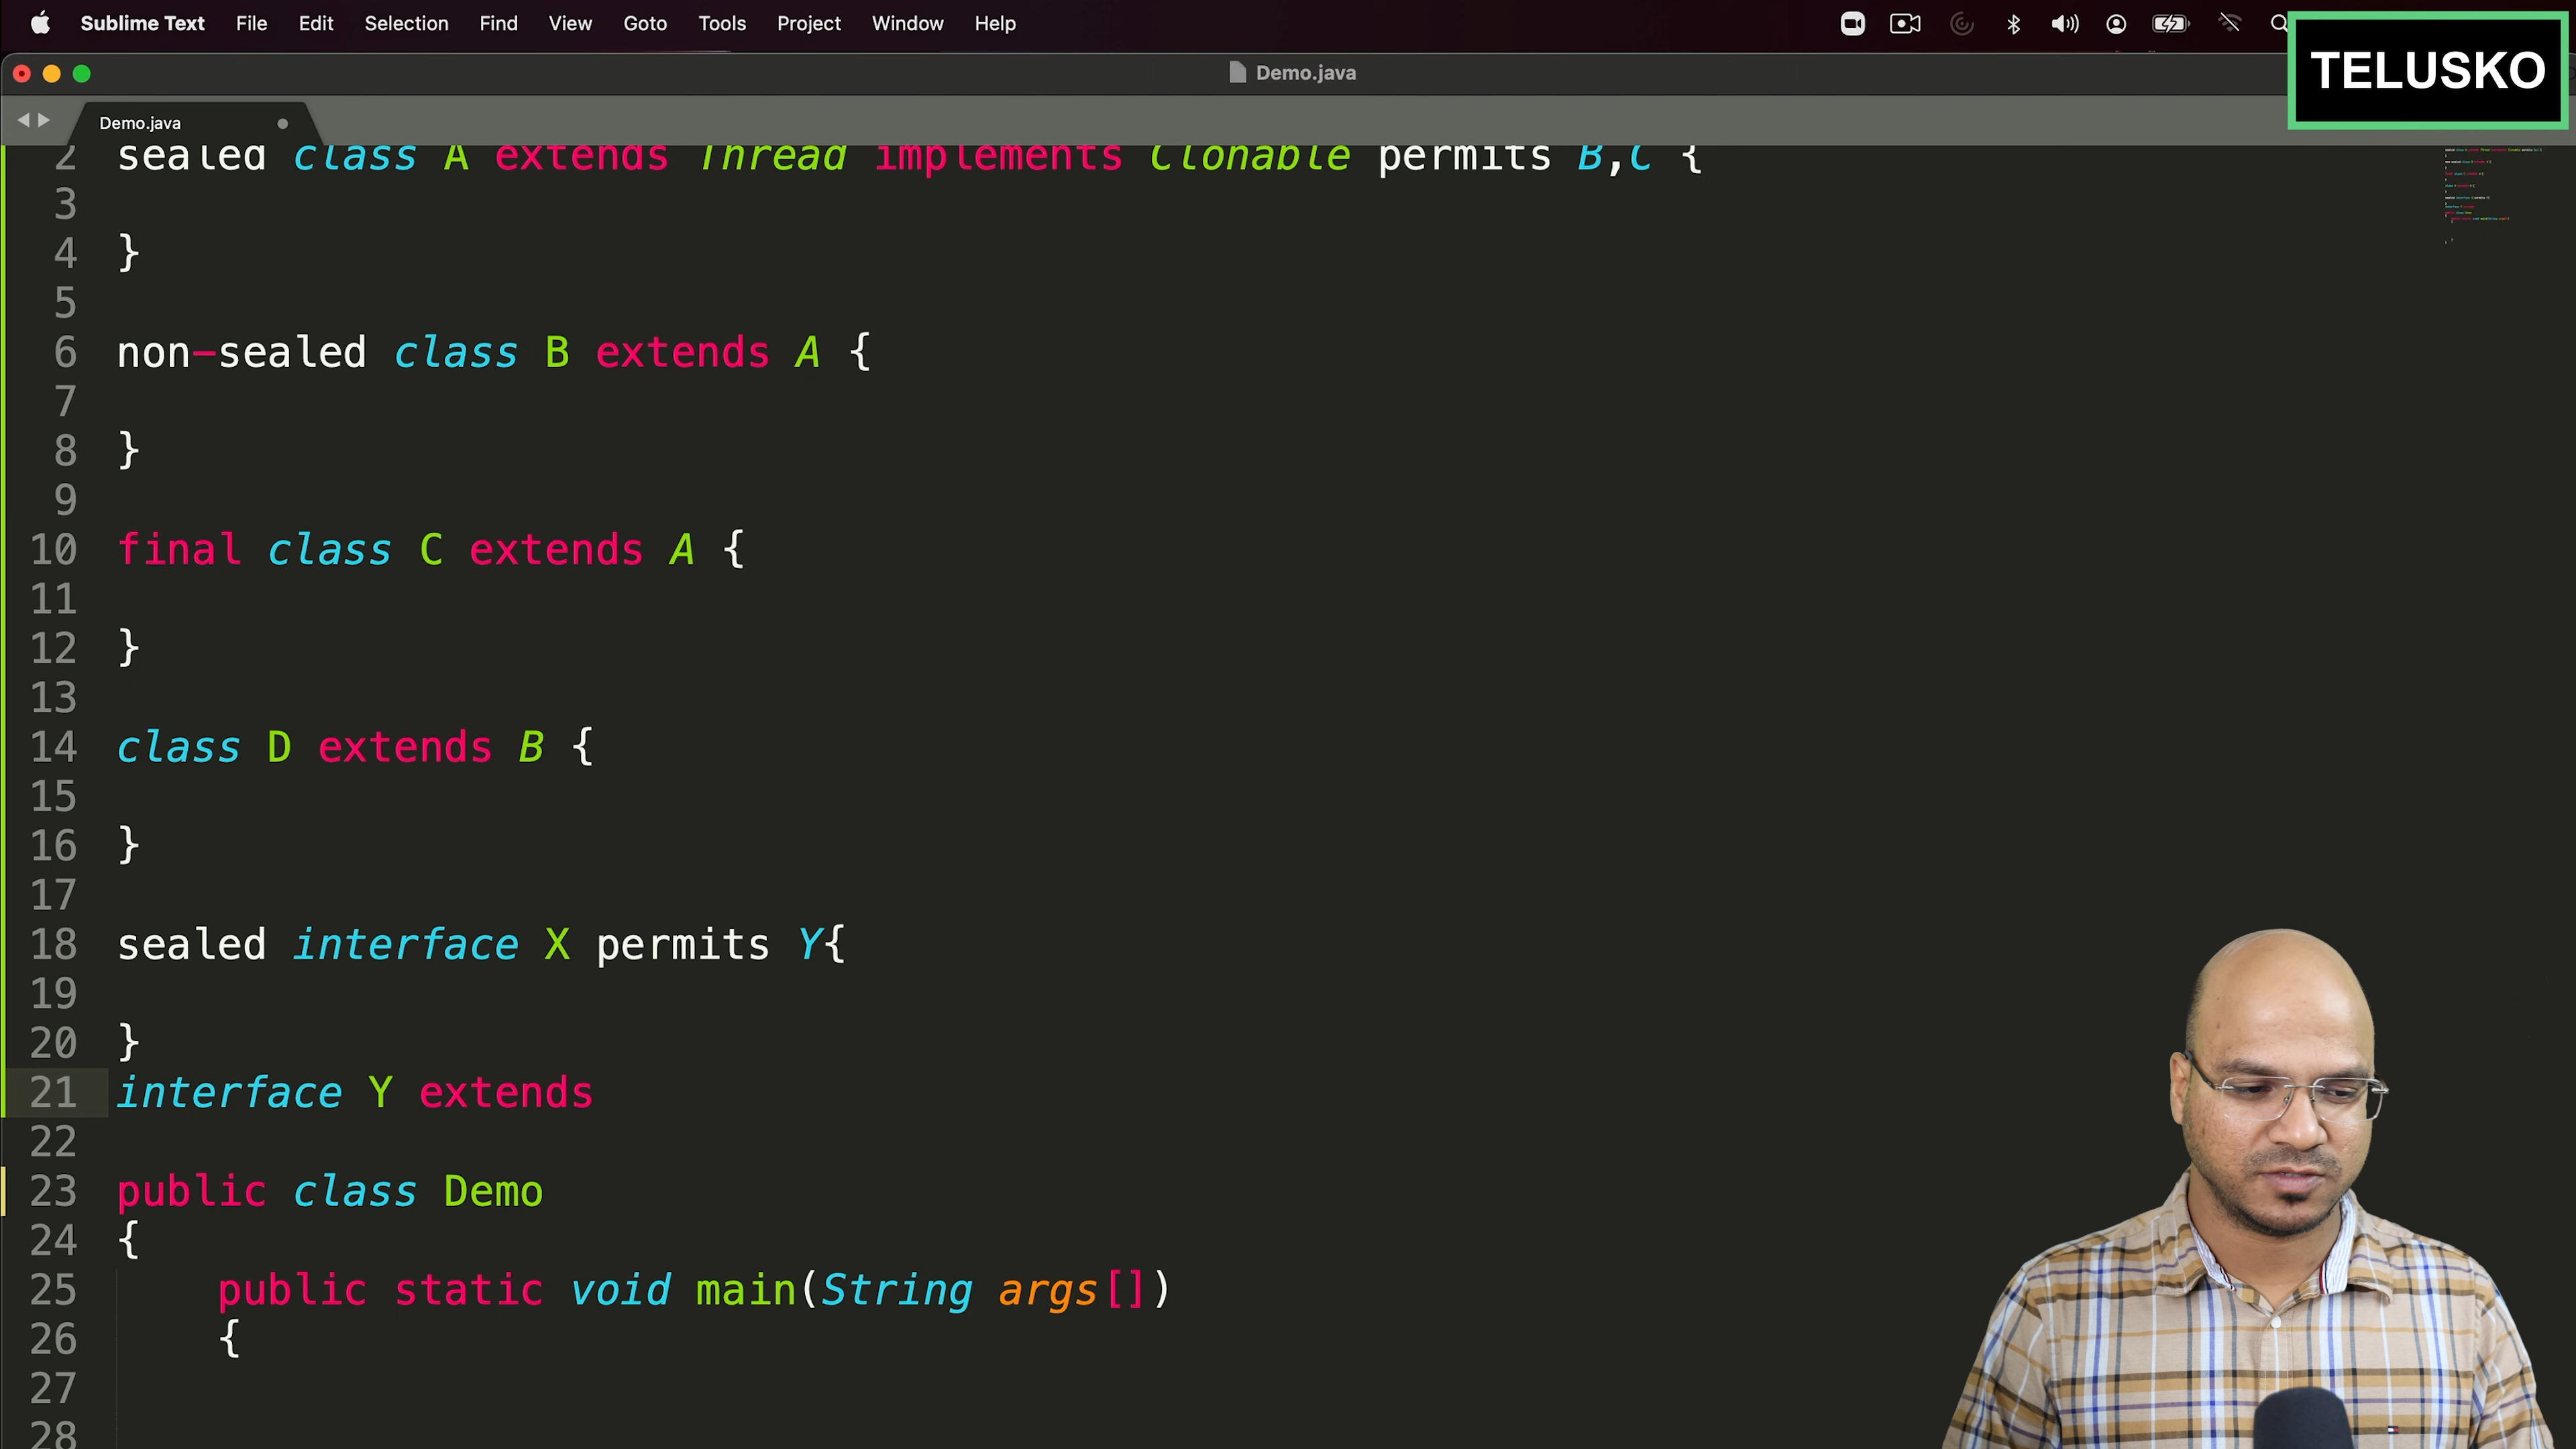 Sublime Text File Edit Selection Find View Goto Tools Project Window Help
TELUSKO
Demo.java
Demo.java
2 sealed class A extends Thread implements Clonable permits B,C {
3
4 }
5
6 non-sealed class B extends A {
7
8 }
9
10 final class C extends A {
11
12 }
13
14 class D extends B {
15
16 }
17
18 sealed interface X permits Y{
19
20 }
21 interface Y extends
22
23 public class Demo
24 {
25 public static void main(String args[])
26 {
27
28